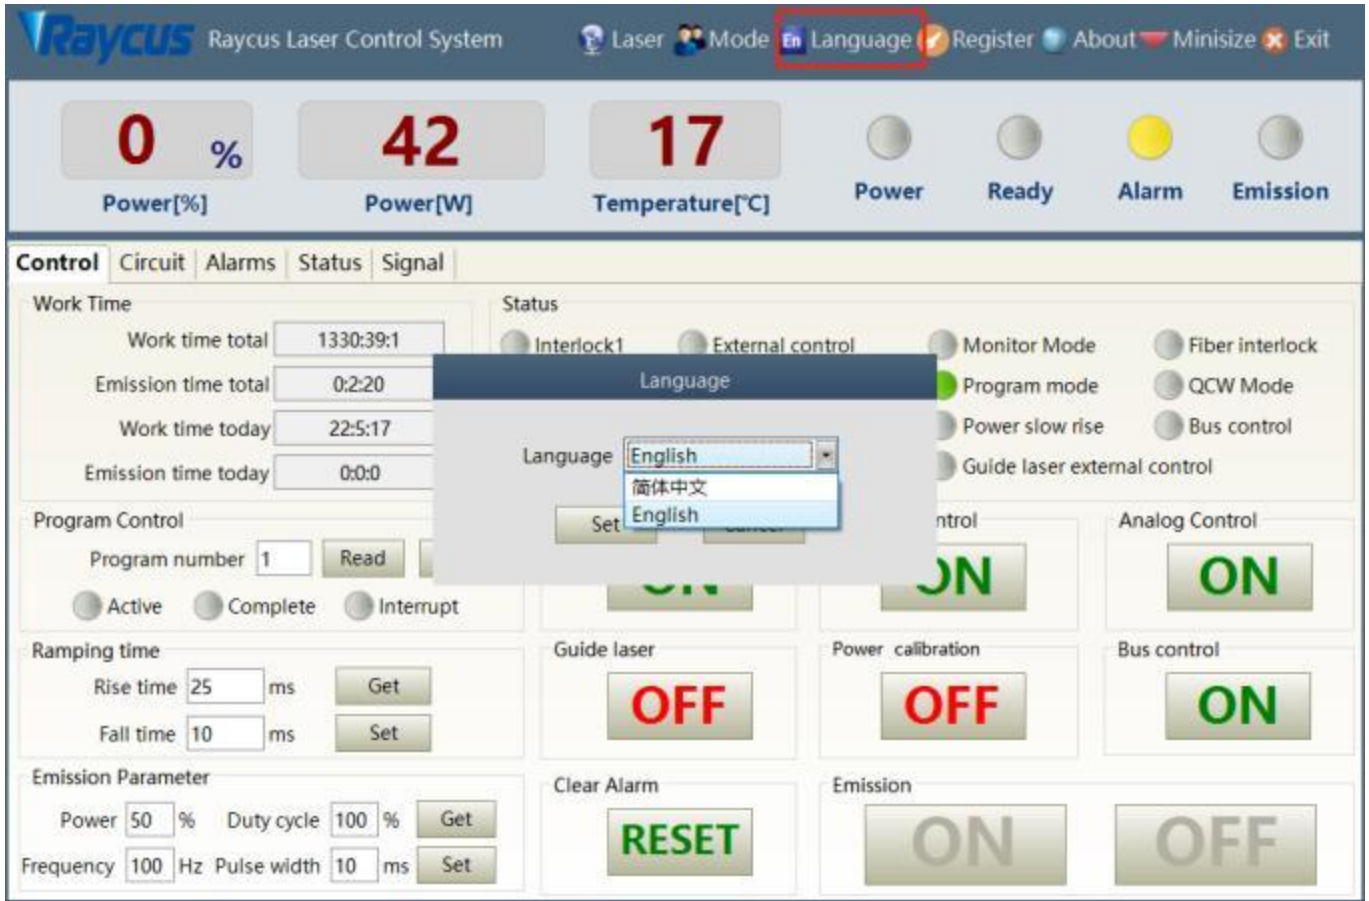 Raycus Raycus Laser Control System Laser Mode En Language Register About Minisize Exit
0 % 42 17
Power[%] Power[W] Temperature[℃] Power Ready Alarm Emission
Control Circuit Alarms Status Signal
Work Time
Work time total 1330:39:1
Emission time total 0:2:20
Work time today 22:5:17
Emission time today 0:0:0
Status
Interlock1 External control Monitor Mode Fiber interlock
Program mode QCW Mode
Power slow rise Bus control
Guide laser external control
Language
Language English
简体中文
English
Set
Program Control
Program number 1 Read
Active Complete Interrupt
Analog Control
ON ON ON
Ramping time
Rise time 25 ms Get
Fall time 10 ms Set
Guide laser Power calibration Bus control
OFF OFF ON
Emission Parameter
Power 50 % Duty cycle 100 % Get
Frequency 100 Hz Pulse width 10 ms Set
Clear Alarm Emission
RESET ON OFF